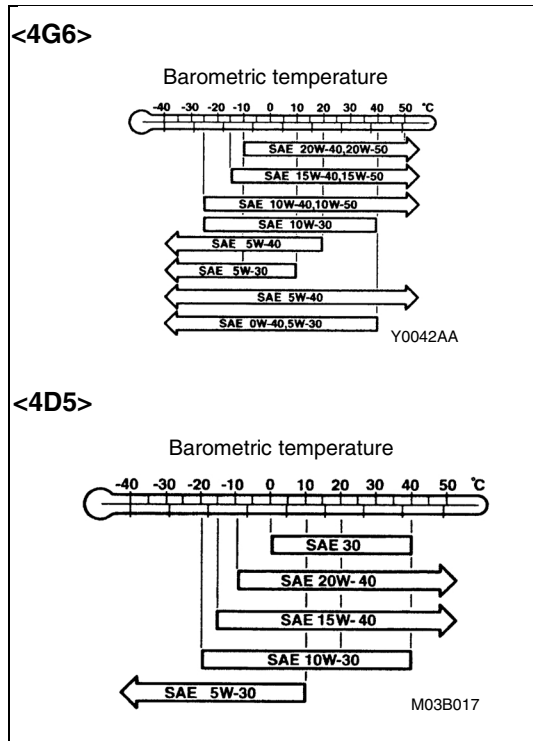 <4G6>
Barometric temperature
-40 -30 -20 -10 0 10 20 30 40 50 °C
SAE 20W-40,20W-50
SAE 15W-40,15W-50
SAE 10W-40,10W-50
SAE 10W-30
SAE 5W-40
SAE 5W-30
SAE 5W-40
SAE 0W-40,5W-30
Y0042AA
<4D5>
Barometric temperature
-40 -30 -20 -10 0 10 20 30 40 50 °C
SAE 30
SAE 20W-40
SAE 15W-40
SAE 10W-30
SAE 5W-30
M03B017